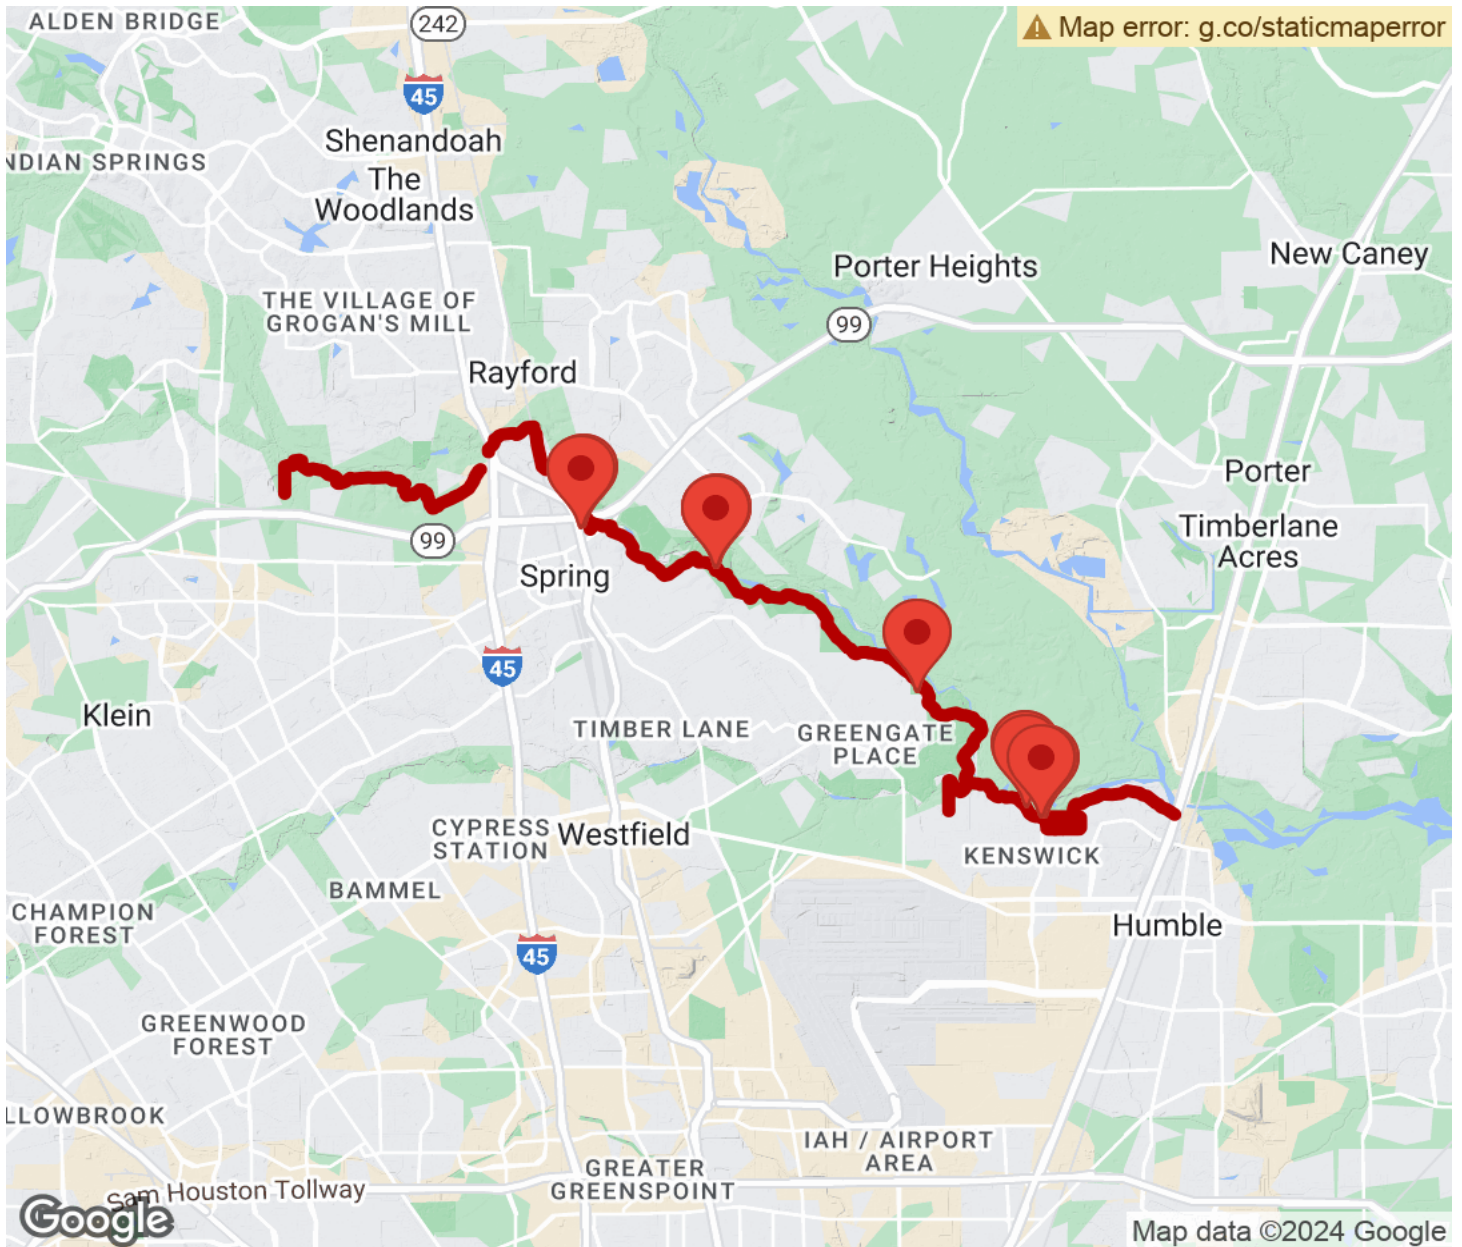 ALDEN BRIDGE
242
Map error: g.co/staticmaperror
45
Shenandoah
NDIAN SPRINGS
The
Woodlands
New Caney
Porter Heights
THE VILLAGE OF
GROGAN'S MILL
99
Rayford
Porter
Timberlane
Acres
99
Spring
45
Klein
TIMBER LANE
GREENGATE
PLACE
CYPRESS
STATION
Westfield
KENSWICK
BAMMEL
CHAMPION
FOREST
Humble
45
GREENWOOD
FOREST
LLOWBROOK
IAH / AIRPORT
AREA
GREATER
GREENSPOINT
Sam Houston Tollway
Google
Map data ©2024 Google